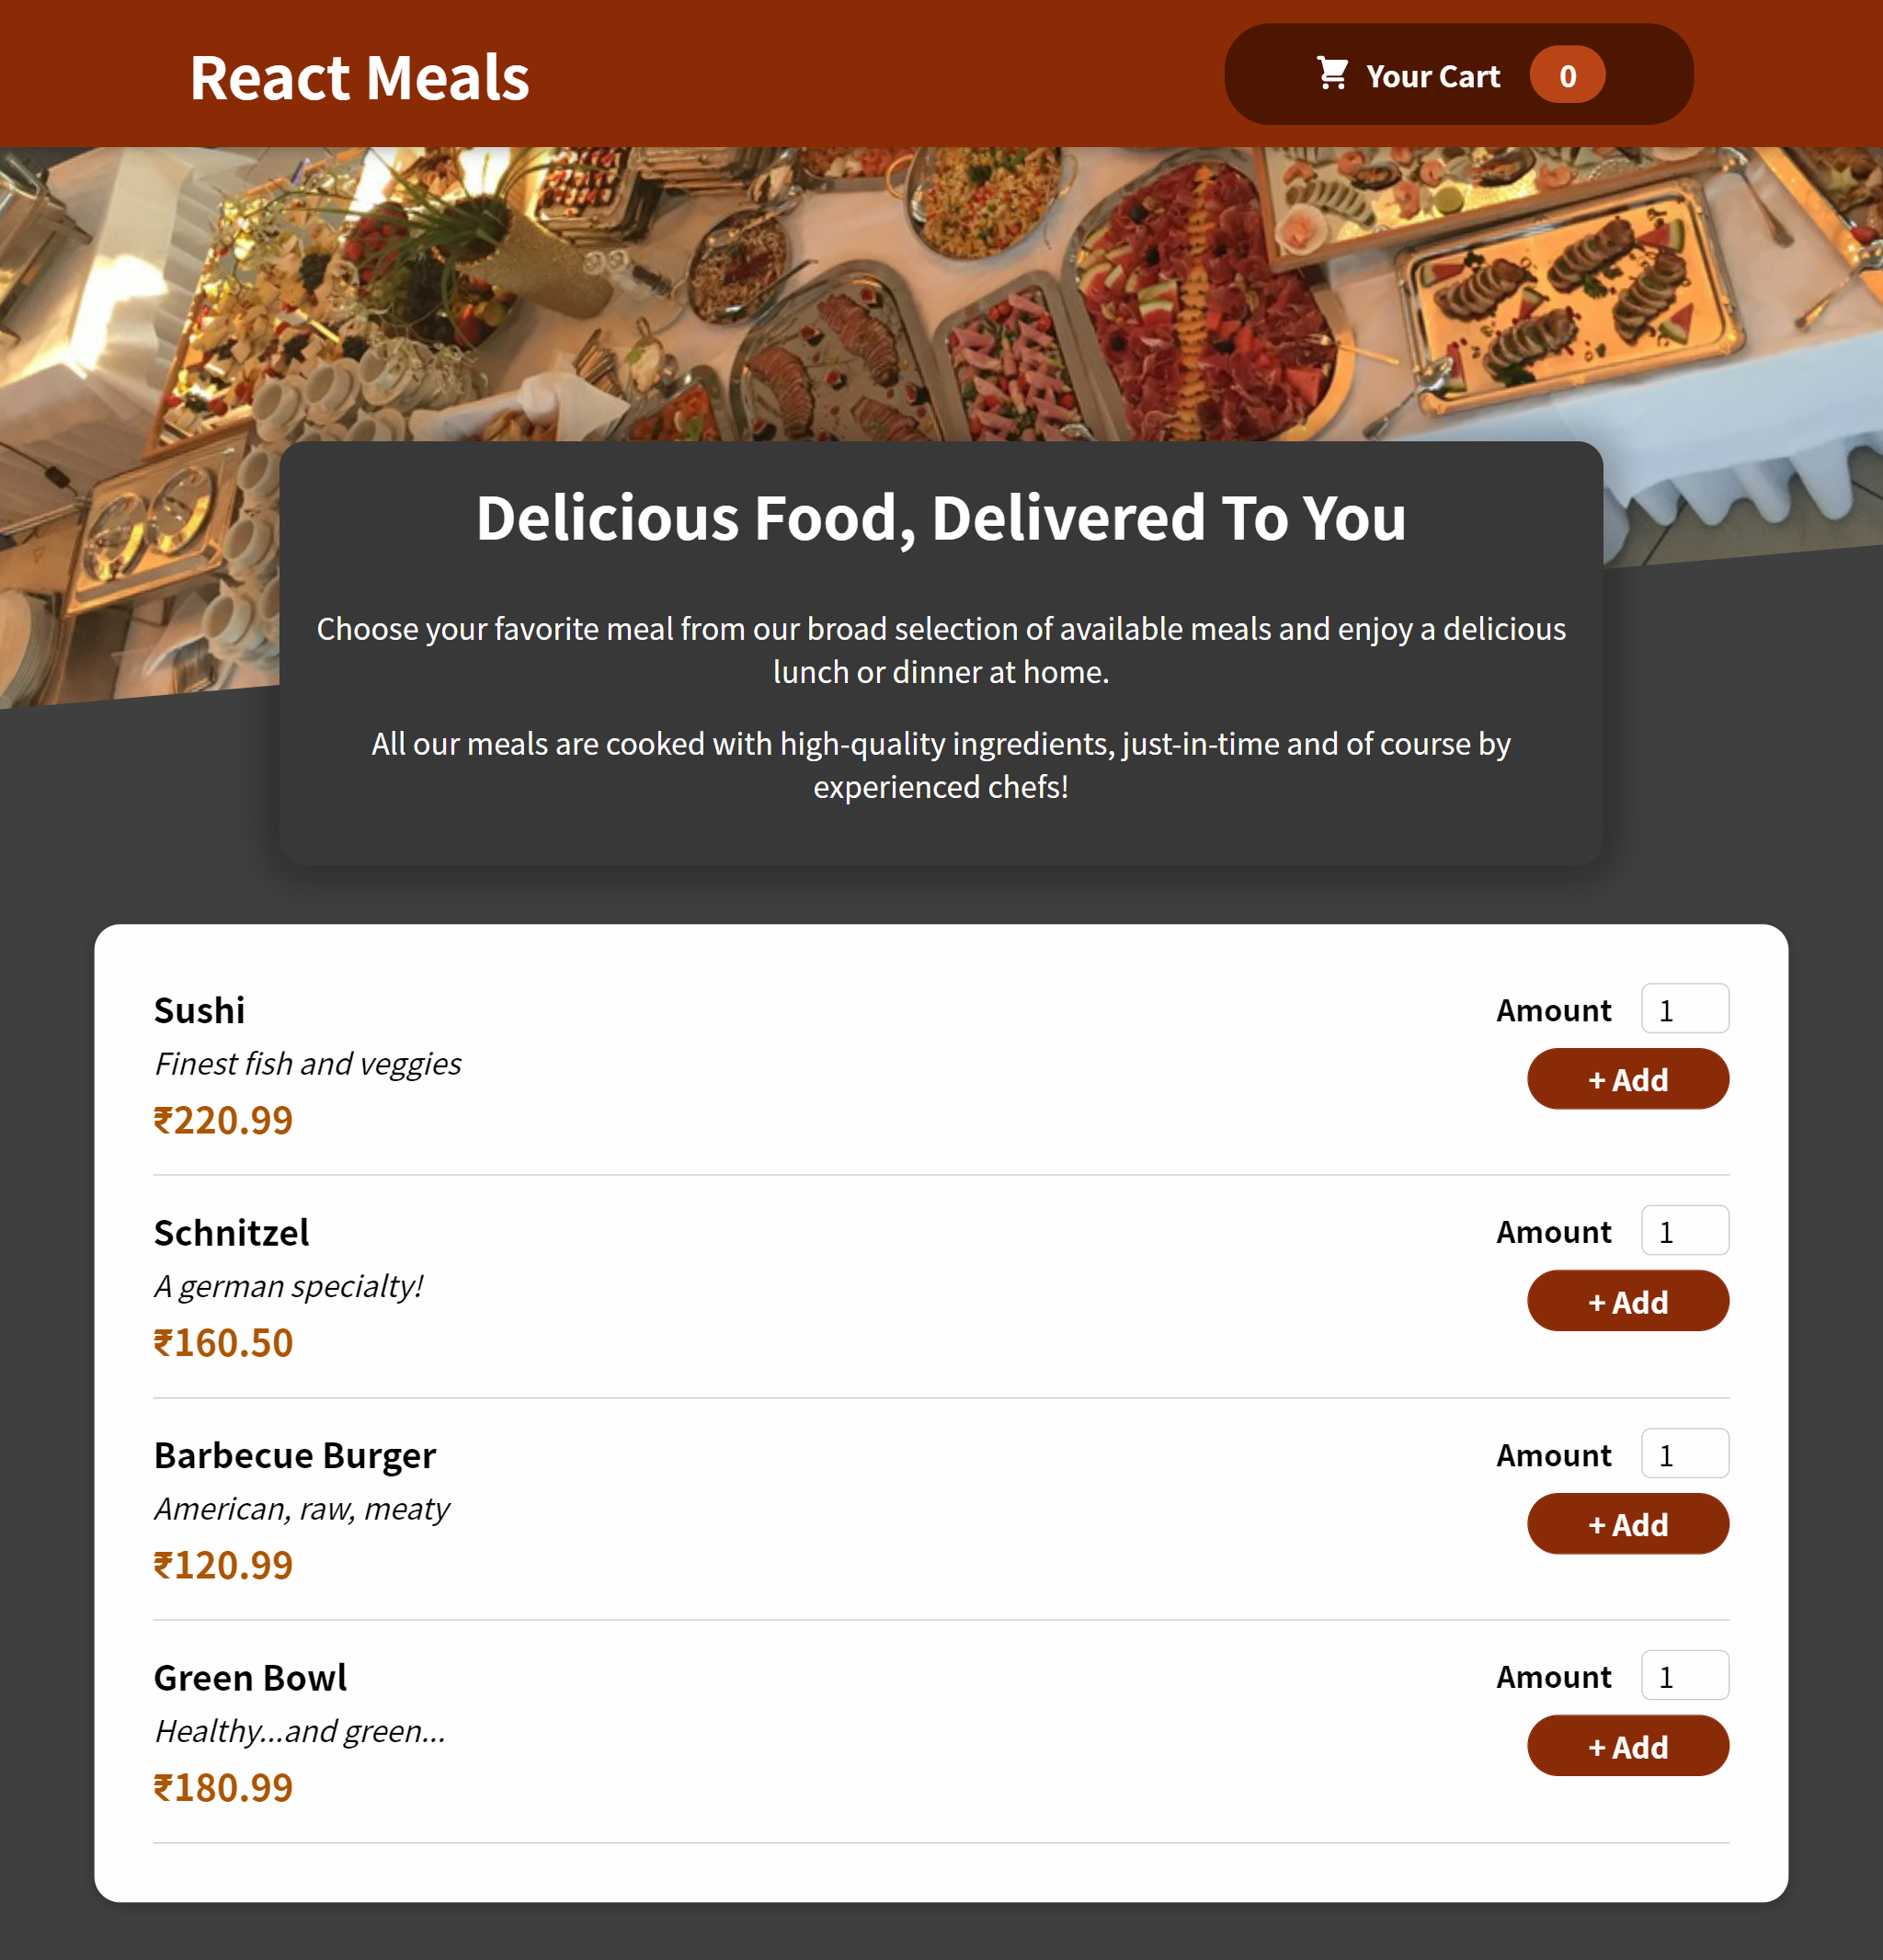 React Meals
Your Cart 0
Delicious Food, Delivered To You
Choose your favorite meal from our broad selection of available meals and enjoy a delicious
lunch or dinner at home.
All our meals are cooked with high-quality ingredients, just-in-time and of course by
experienced chefs!
Sushi
Finest fish and veggies
₹220.99
Amount 1
+ Add
Schnitzel
A german specialty!
₹160.50
Amount 1
+ Add
Barbecue Burger
American, raw, meaty
₹120.99
Amount 1
+ Add
Green Bowl
Healthy...and green...
₹180.99
Amount 1
+ Add